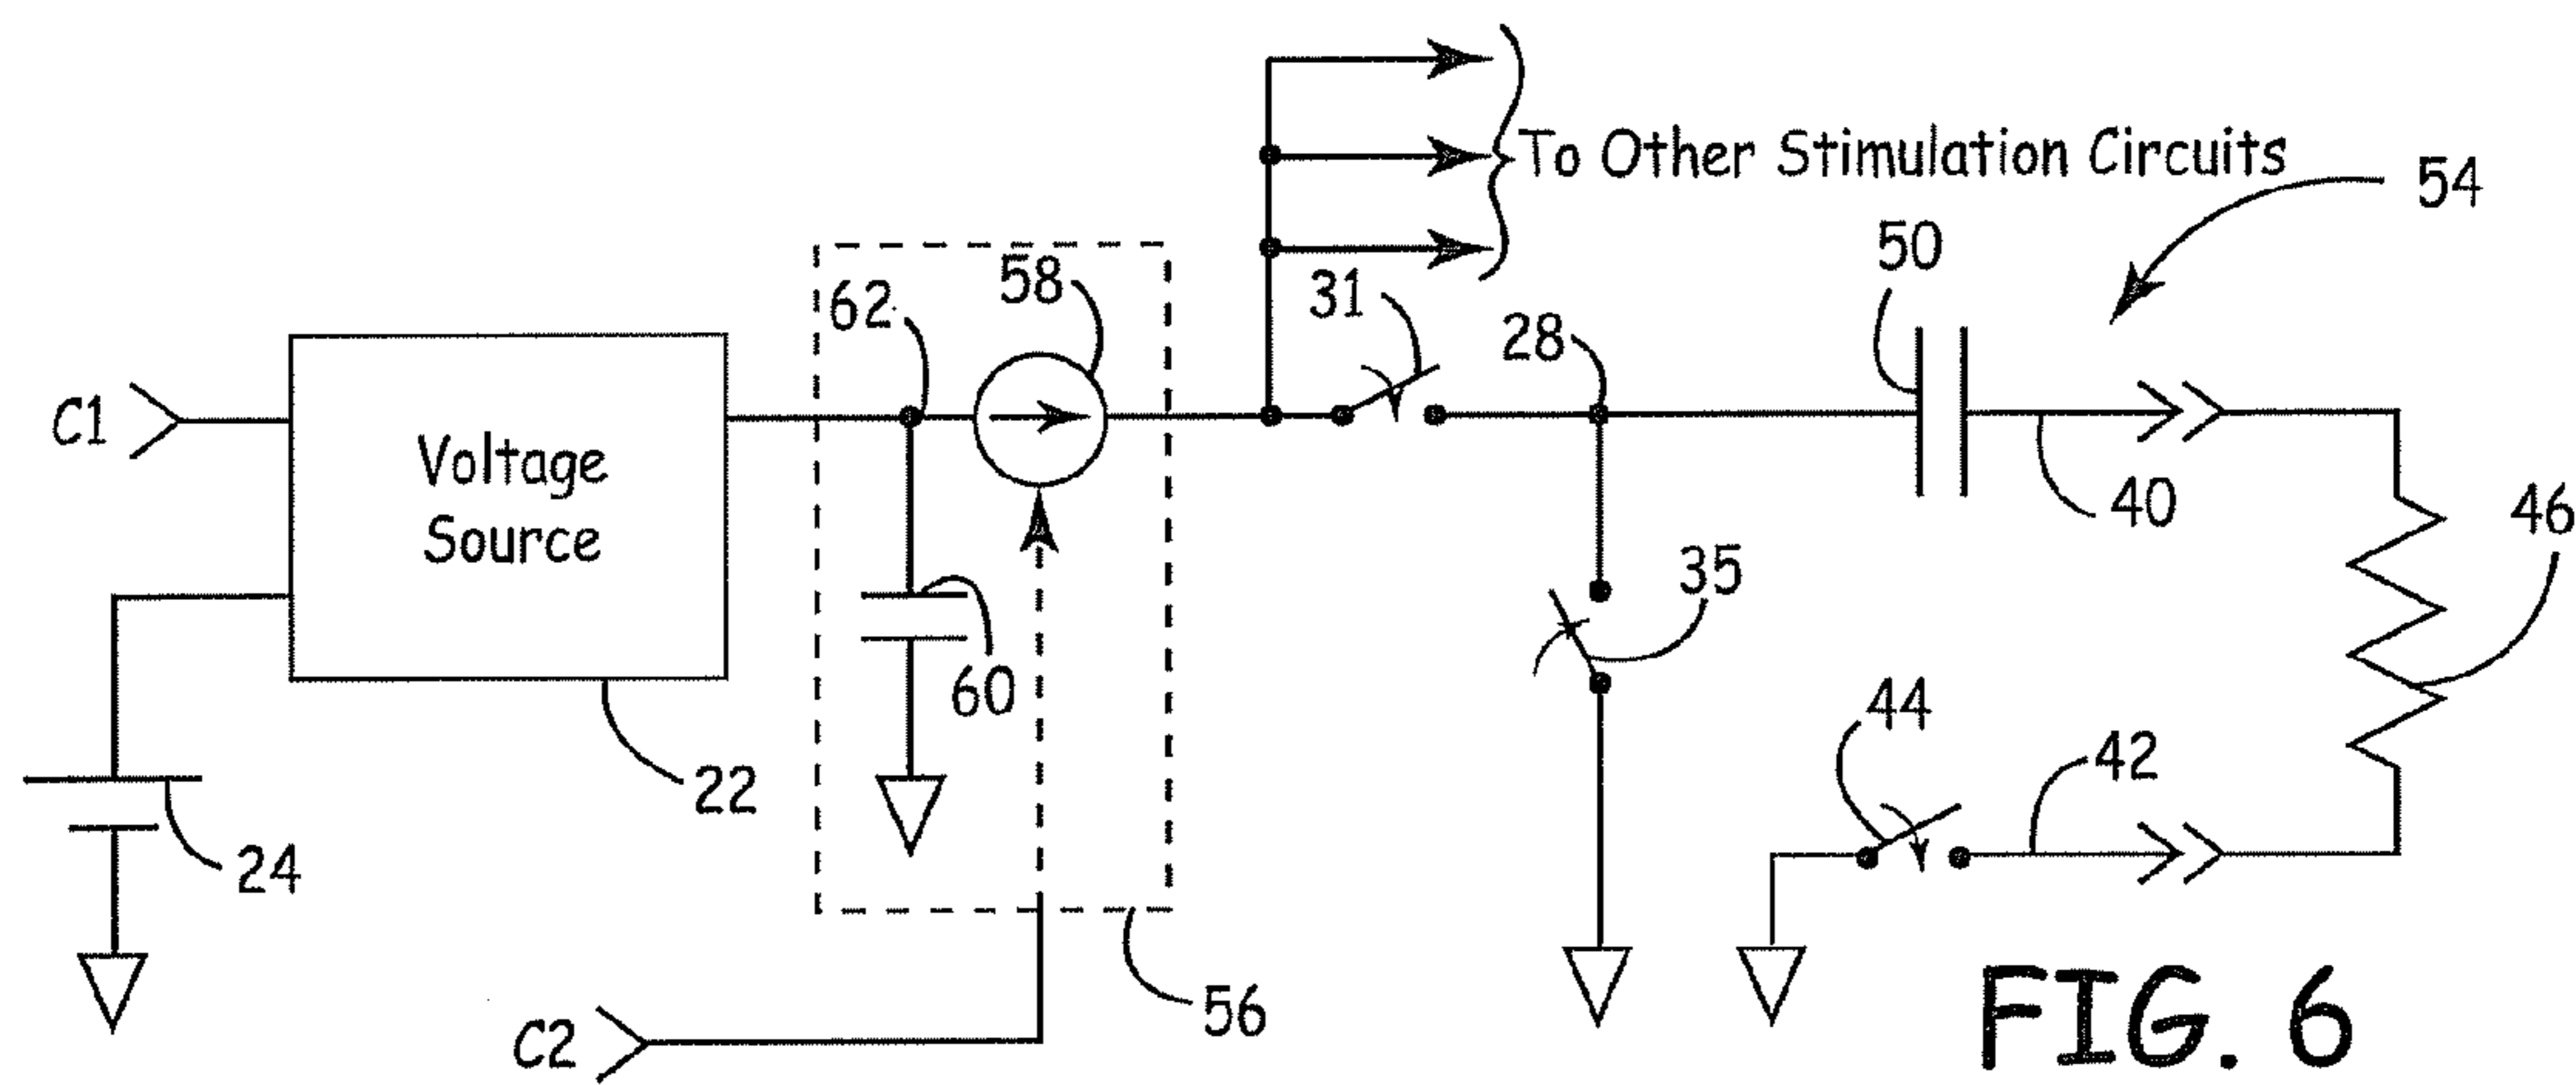 To Other Stimulation Circuits
54
50
58
62
31
28
C1
Voltage
Source
40
46
35
60
44
42
22
24
56
C2
FIG. 6